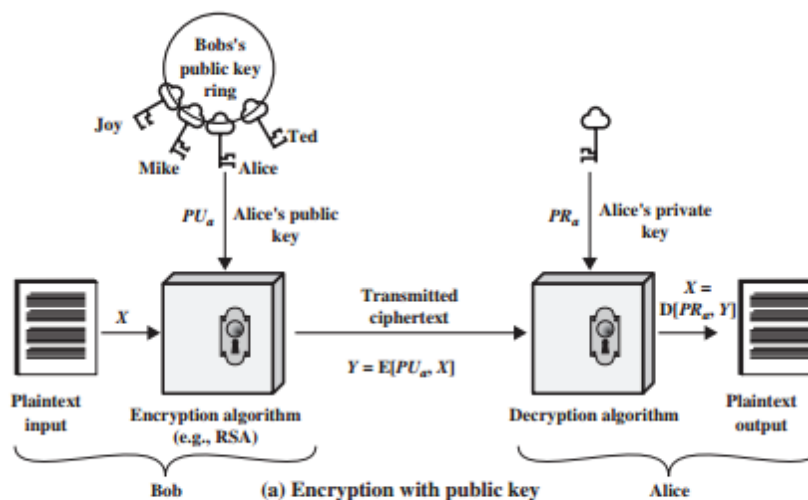 Bobs's
public key
ring
Joy
Ted
Mike
Alice
PUa
Alice's public
key
PRa
Alice's private
key
X
Transmitted
ciphertext
X =
D[PRa, Y]
Y = E[PUa, X]
Plaintext
input
Encryption algorithm
(e.g., RSA)
Decryption algorithm
Plaintext
output
Bob
(a) Encryption with public key
Alice